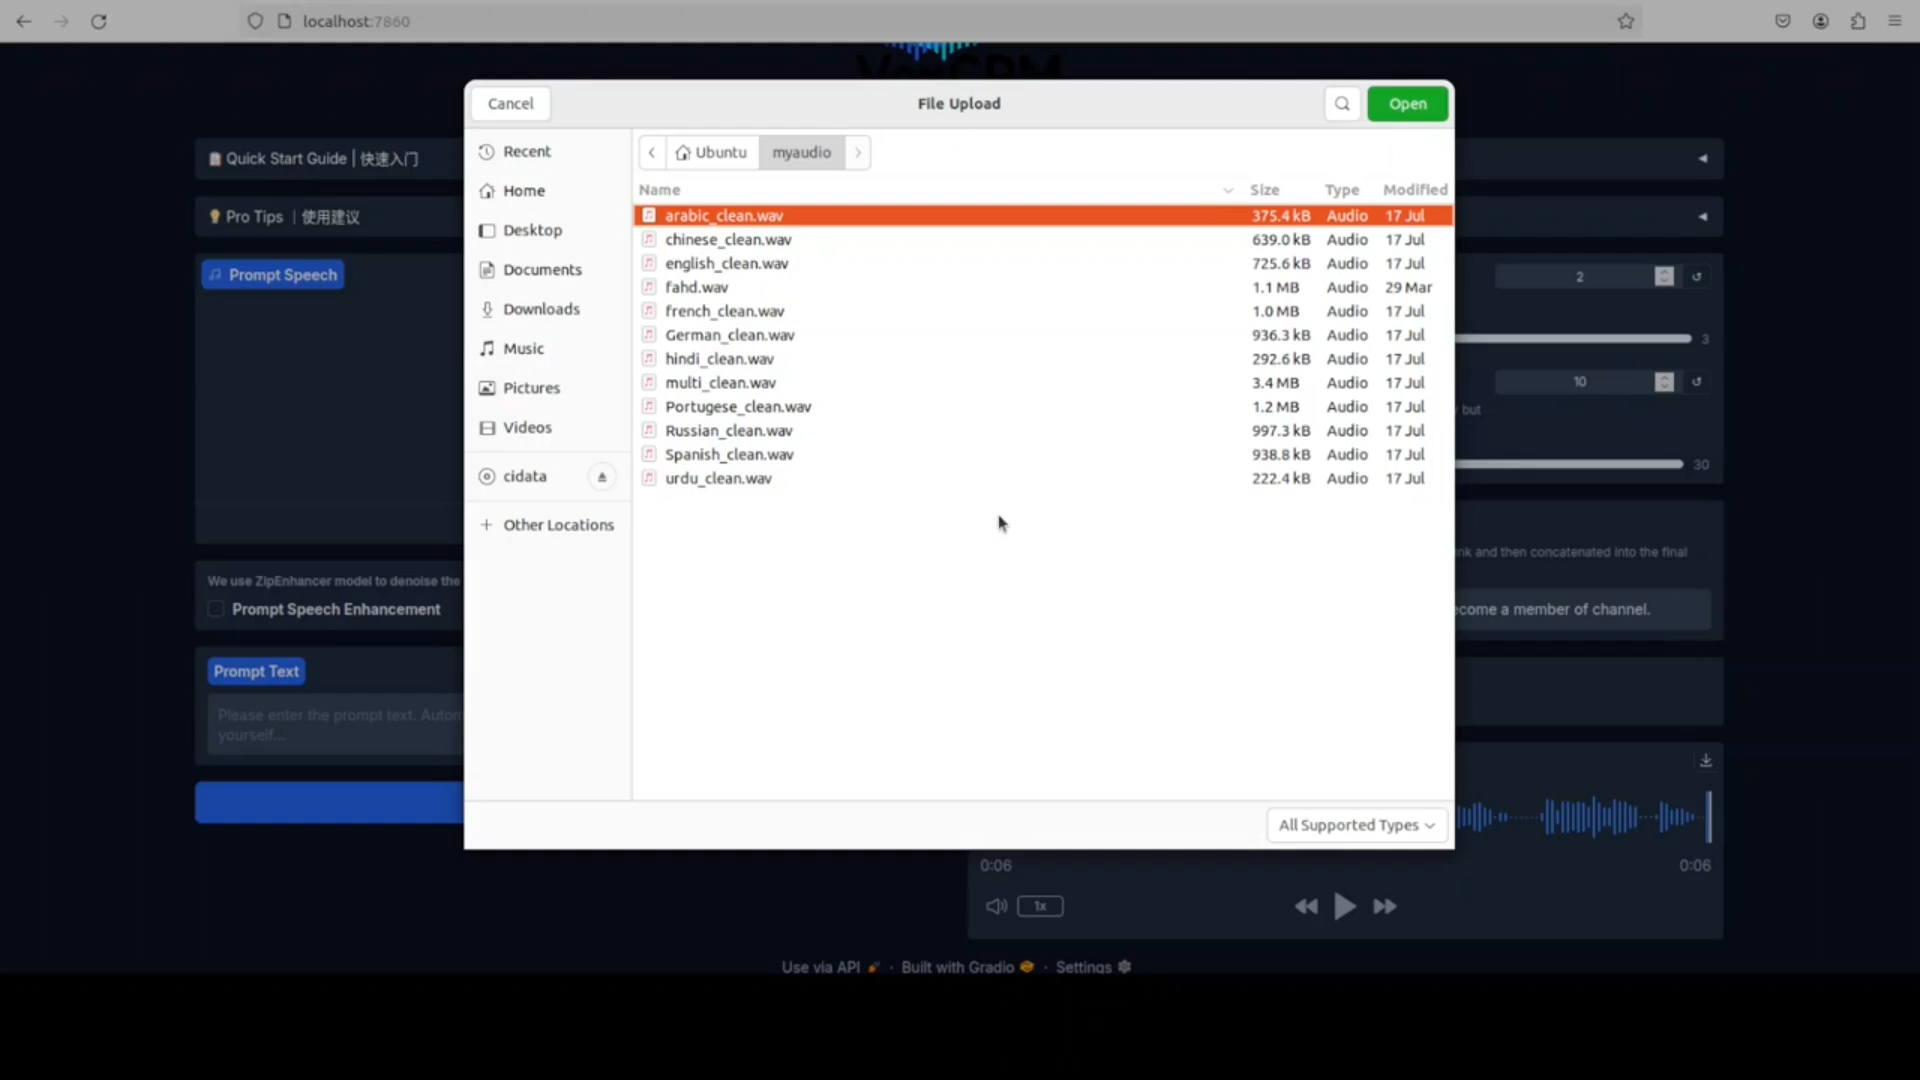 localhost:7860
VoxCPM
Cancel
File Upload
Open
Quick Start Guide | 快速入门
Pro Tips | 使用建议
Prompt Speech
We use ZipEnhancer model to denoise the
Prompt Speech Enhancement
Prompt Text
Please enter the prompt text. Autom
yourself...
Recent
Home
Desktop
Documents
Downloads
Music
Pictures
Videos
cidata
Other Locations
Ubuntu
myaudio
Name Size Type Modified
arabic_clean.wav 375.4 kB Audio 17 Jul
chinese_clean.wav 639.0 kB Audio 17 Jul
english_clean.wav 725.6 kB Audio 17 Jul
fahd.wav 1.1 MB Audio 29 Mar
french_clean.wav 1.0 MB Audio 17 Jul
German_clean.wav 936.3 kB Audio 17 Jul
hindi_clean.wav 292.6 kB Audio 17 Jul
multi_clean.wav 3.4 MB Audio 17 Jul
Portugese_clean.wav 1.2 MB Audio 17 Jul
Russian_clean.wav 997.3 kB Audio 17 Jul
Spanish_clean.wav 938.8 kB Audio 17 Jul
urdu_clean.wav 222.4 kB Audio 17 Jul
All Supported Types
2
3
10
but
30
and then concatenated into the final
become a member of channel.
0:06
0:06
1x
Use via API · Built with Gradio · Settings